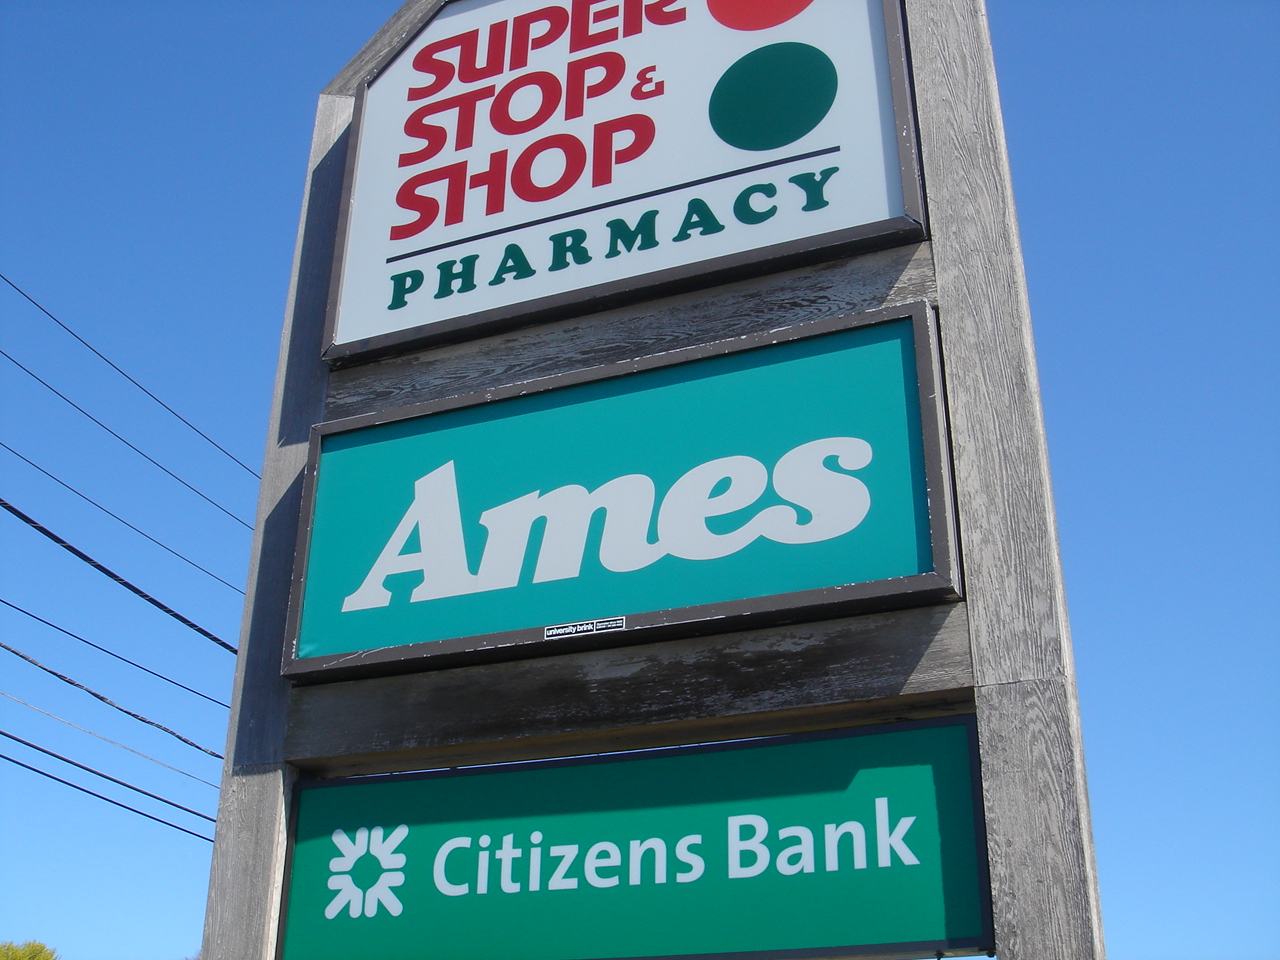 SUPER
STOP &
SHOP
PHARMACY
Ames
university brink
Citizens Bank